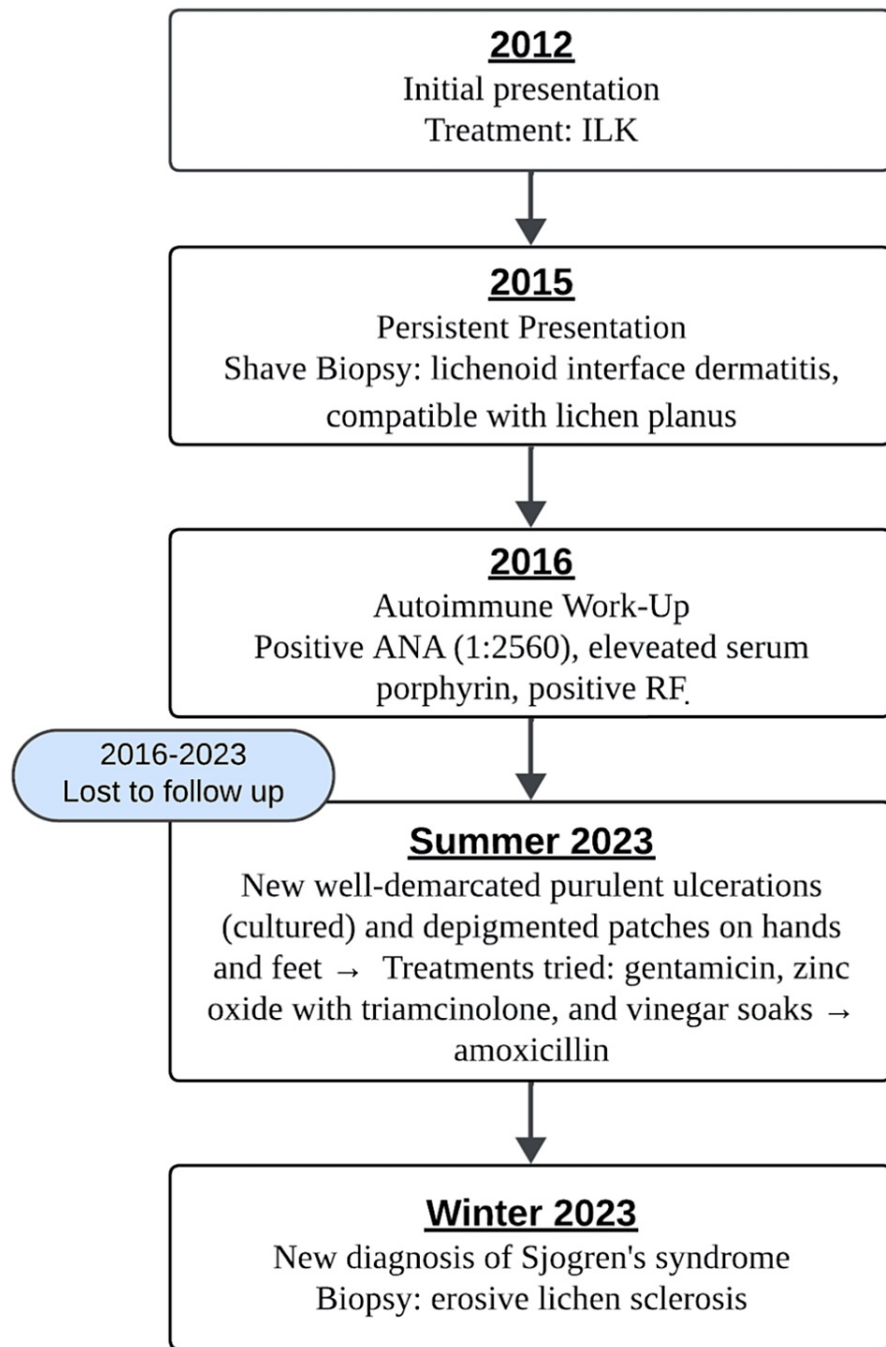 2012
Initial presentation
Treatment: ILK
2015
Persistent Presentation
Shave Biopsy: lichenoid interface dermatitis,
compatible with lichen planus
2016
Autoimmune Work-Up
Positive ANA (1:2560), eleveated serum
porphyrin, positive RF.
2016-2023
Lost to follow up
Summer 2023
New well-demarcated purulent ulcerations
(cultured) and depigmented patches on hands
and feet → Treatments tried: gentamicin, zinc
oxide with triamcinolone, and vinegar soaks →
amoxicillin
Winter 2023
New diagnosis of Sjogren's syndrome
Biopsy: erosive lichen sclerosis